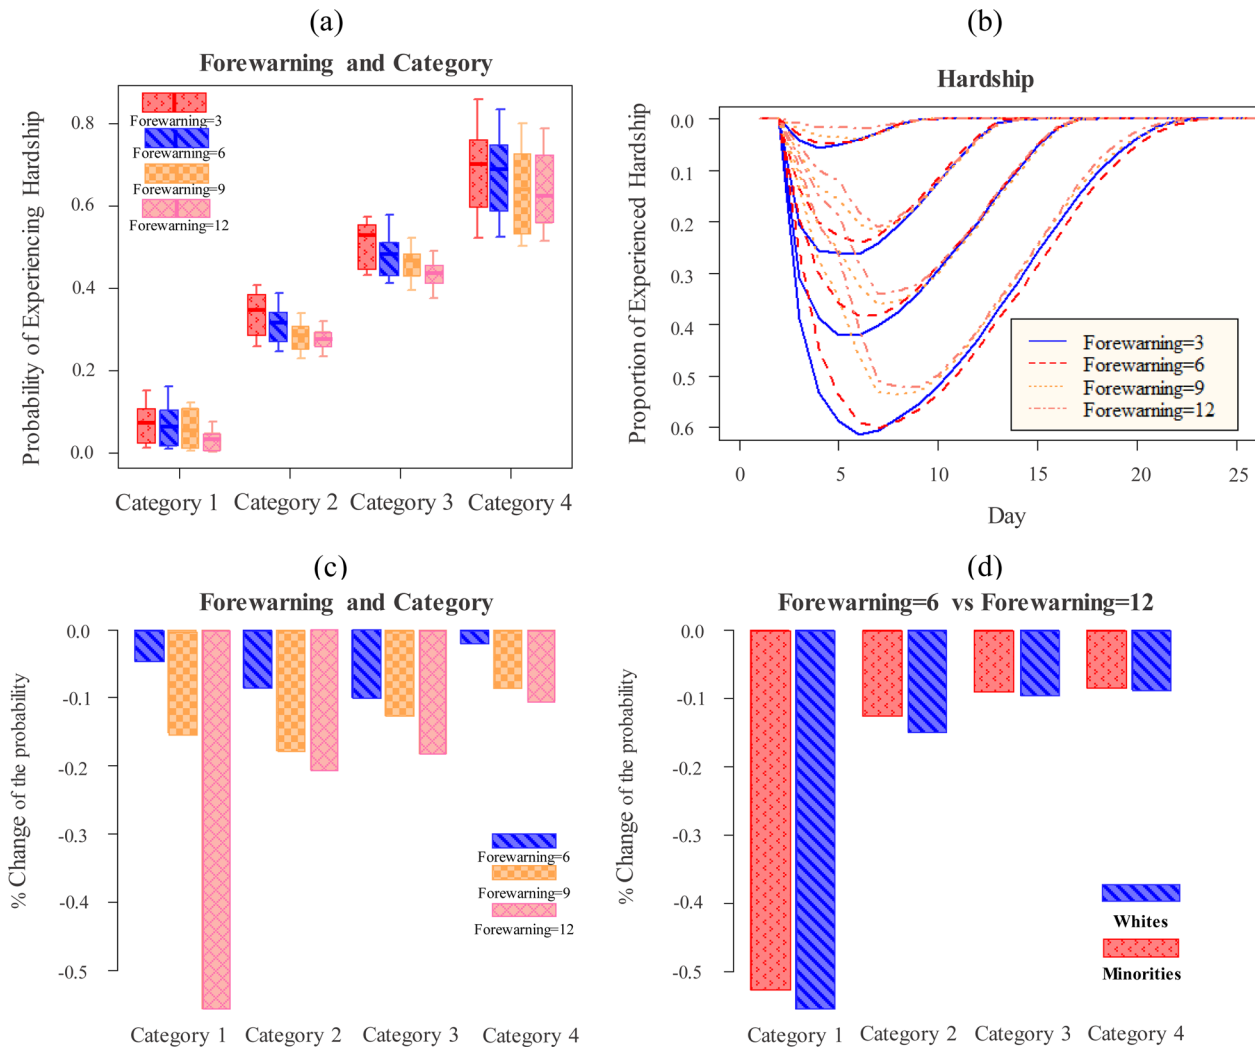 (a)
Forewarning and Category
Probability of Experiencing Hardship
0.8
0.6
0.4
0.2
0.0
Forewarning=3
Forewarning=6
Forewarning=9
Forewarning=12
Category 1
Category 2
Category 3
Category 4
(b)
Hardship
Proportion of Experienced Hardship
0.0
0.1
0.2
0.3
0.4
0.5
0.6
Forewarning=3
Forewarning=6
Forewarning=9
Forewarning=12
0
5
10
15
20
25
Day
(c)
Forewarning and Category
% Change of the probability
0.0
-0.1
-0.2
-0.3
-0.4
-0.5
Forewarning=6
Forewarning=9
Forewarning=12
Category 1
Category 2
Category 3
Category 4
(d)
Forewarning=6 vs Forewarning=12
% Change of the probability
0.0
-0.1
-0.2
-0.3
-0.4
-0.5
Whites
Minorities
Category 1
Category 2
Category 3
Category 4